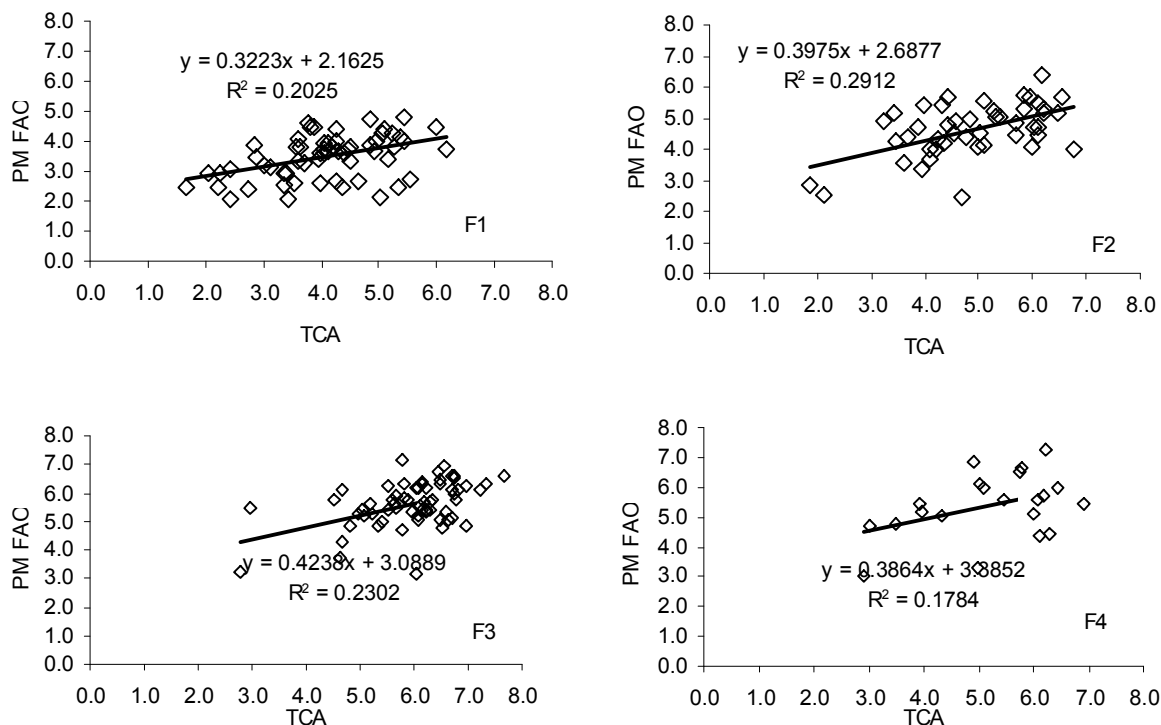 y = 0.3223x + 2.1625
R² = 0.2025
PM FAC
8.0
7.0
6.0
5.0
4.0
3.0
2.0
1.0
0.0
F1
0.0 1.0 2.0 3.0 4.0 5.0 6.0 7.0 8.0
TCA
y = 0.3975x + 2.6877
R² = 0.2912
PM FAO
8.0
7.0
6.0
5.0
4.0
3.0
2.0
1.0
0.0
F2
0.0 1.0 2.0 3.0 4.0 5.0 6.0 7.0 8.0
TCA
PM FAC
8.0
7.0
6.0
5.0
4.0
3.0
2.0
1.0
0.0
y = 0.4238x + 3.0889
R² = 0.2302
F3
0.0 1.0 2.0 3.0 4.0 5.0 6.0 7.0 8.0
TCA
PM FAO
8.0
7.0
6.0
5.0
4.0
3.0
2.0
1.0
0.0
y = 0.3864x + 3.3852
R² = 0.1784
F4
0.0 1.0 2.0 3.0 4.0 5.0 6.0 7.0 8.0
TCA